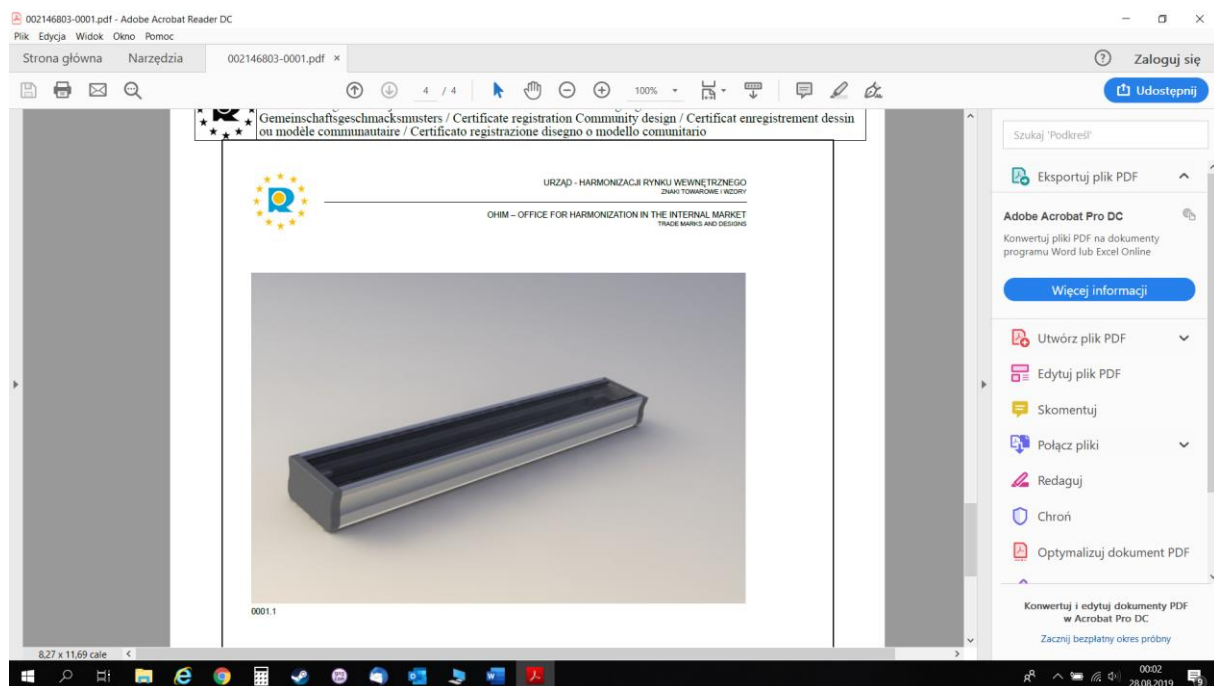 002146803-0001.pdf - Adobe Acrobat Reader DC
Plik Edycja Widok Okno Pomoc
Strona główna Narzędzia 002146803-0001.pdf × Zaloguj się
4 / 4 100% Udostępnij
Gemeinschaftsgeschmacksmusters / Certificate registration Community design / Certificat enregistrement dessin
ou modèle communautaire / Certificato registrazione disegno o modello comunitario
URZĄD - HARMONIZACJI RYNKU WEWNĘTRZNEGO
ZNAKI TOWAROWE I WZORY
OHIM – OFFICE FOR HARMONIZATION IN THE INTERNAL MARKET
TRADE MARKS AND DESIGNS
R
0001.1
8,27 x 11,69 cale
Szukaj 'Podkreśl'
Eksportuj plik PDF
Adobe Acrobat Pro DC
Konwertuj pliki PDF na dokumenty
programu Word lub Excel Online
Więcej informacji
Utwórz plik PDF
Edytuj plik PDF
Skomentuj
Połącz pliki
Redaguj
Chroń
Optymalizuj dokument PDF
Konwertuj i edytuj dokumenty PDF
w Acrobat Pro DC
Zacznij bezpłatny okres próbny
00:02
28.08.2019